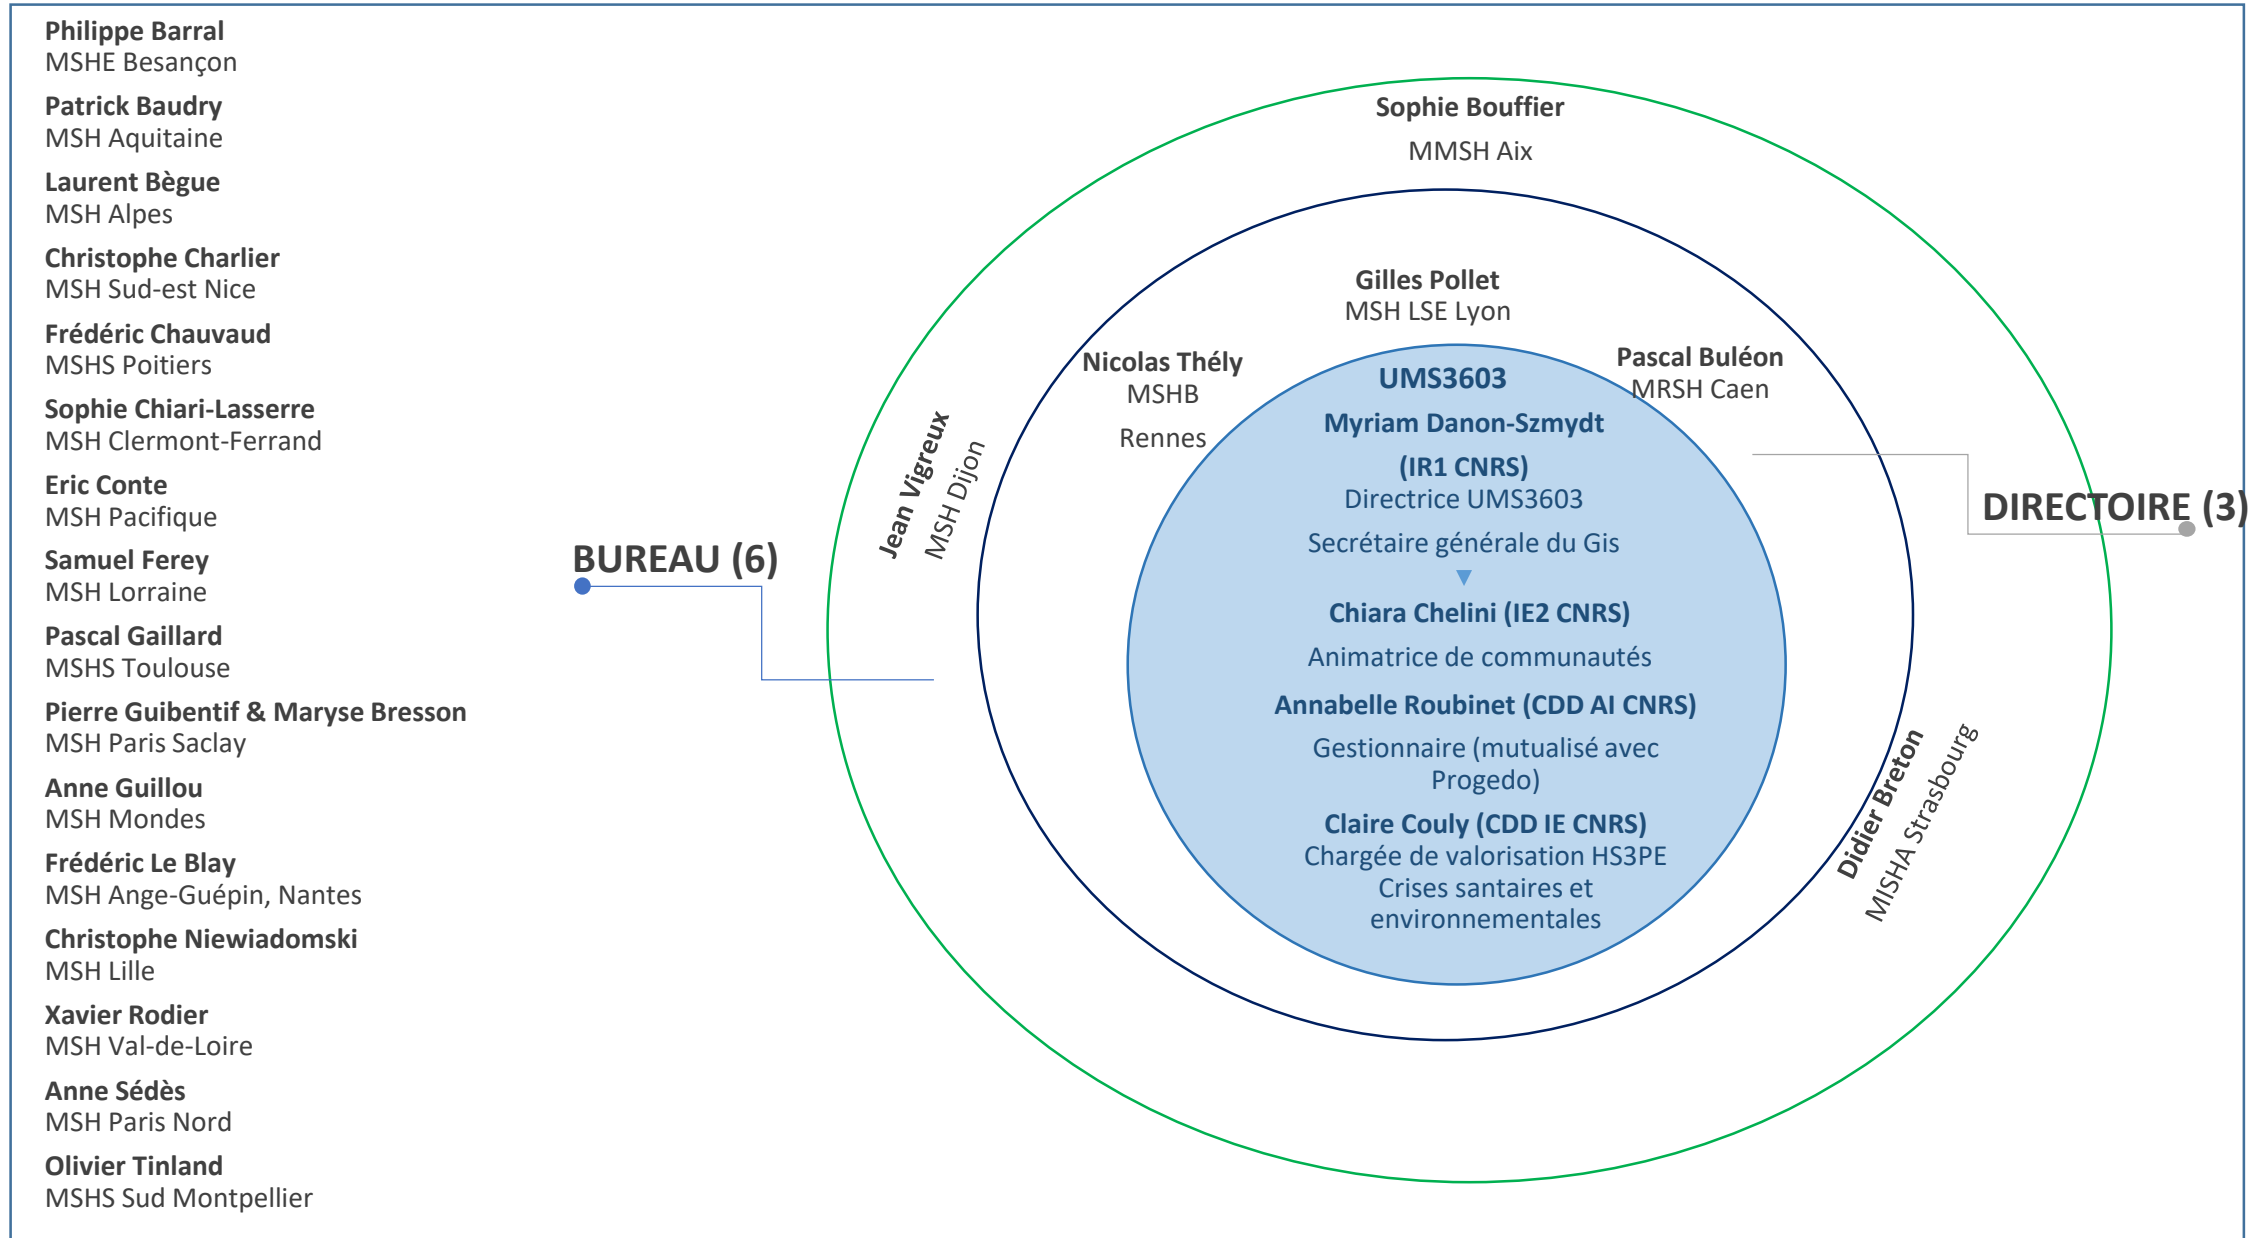 Philippe Barral
MSHE Besançon
Patrick Baudry
MSH Aquitaine
Laurent Bègue
MSH Alpes
Christophe Charlier
MSH Sud-est Nice
Frédéric Chauvaud
MSHS Poitiers
Sophie Chiari-Lasserre
MSH Clermont-Ferrand
Eric Conte
MSH Pacifique
Samuel Ferey
MSH Lorraine
Pascal Gaillard
MSHS Toulouse
Pierre Guibentif & Maryse Bresson
MSH Paris Saclay
Anne Guillou
MSH Mondes
Frédéric Le Blay
MSH Ange-Guépin, Nantes
Christophe Niewiadomski
MSH Lille
Xavier Rodier
MSH Val-de-Loire
Anne Sédès
MSH Paris Nord
Olivier Tinland
MSHS Sud Montpellier
BUREAU (6)
Sophie Bouffier
MMSH Aix
Jean Vigreux
MSH Dijon
Didier Breton
MISHA Strasbourg
DIRECTOIRE (3)
Gilles Pollet
MSH LSE Lyon
Nicolas Thély
MSHB
Rennes
Pascal Buléon
MRSH Caen
UMS3603
Myriam Danon-Szmydt
(IR1 CNRS)
Directrice UMS3603
Secrétaire générale du Gis
Chiara Chelini (IE2 CNRS)
Animatrice de communautés
Annabelle Roubinet (CDD AI CNRS)
Gestionnaire (mutualisé avec
Progedo)
Claire Couly (CDD IE CNRS)
Chargée de valorisation HS3PE
Crises santaires et
environnementales